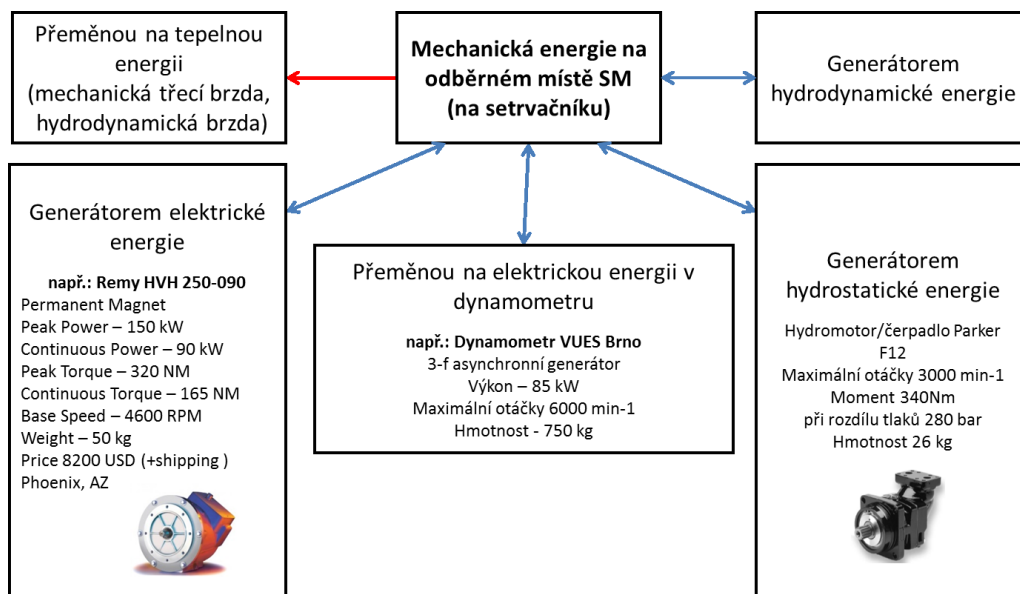 Přeměnou na tepelnou
energii
(mechanická třecí brzda,
hydrodynamická brzda)
Mechanická energie na
odběrném místě SM
(na setrvačníku)
Generátorem
hydrodynamické energie
Generátorem elektrické
energie
např.: Remy HVH 250-090
Permanent Magnet
Peak Power – 150 kW
Continuous Power – 90 kW
Peak Torque – 320 NM
Continuous Torque – 165 NM
Base Speed – 4600 RPM
Weight – 50 kg
Price 8200 USD (+shipping )
Phoenix, AZ
Přeměnou na elektrickou energii v
dynamometru
např.: Dynamometr VUES Brno
3-f asynchronní generátor
Výkon – 85 kW
Maximální otáčky 6000 min-1
Hmotnost - 750 kg
Generátorem
hydrostatické energie
Hydromotor/čerpadlo Parker
F12
Maximální otáčky 3000 min-1
Moment 340Nm
při rozdílu tlaků 280 bar
Hmotnost 26 kg